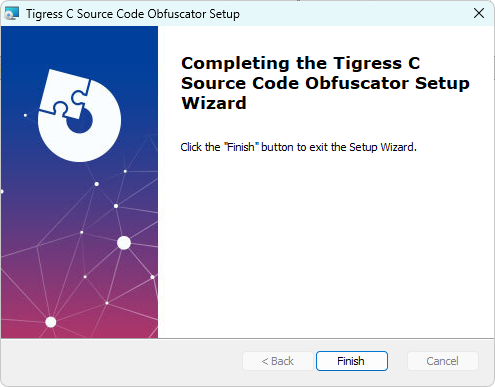 Tigress C Source Code Obfuscator Setup
Completing the Tigress C
Source Code Obfuscator Setup
Wizard
Click the "Finish" button to exit the Setup Wizard.
< Back
Finish
Cancel